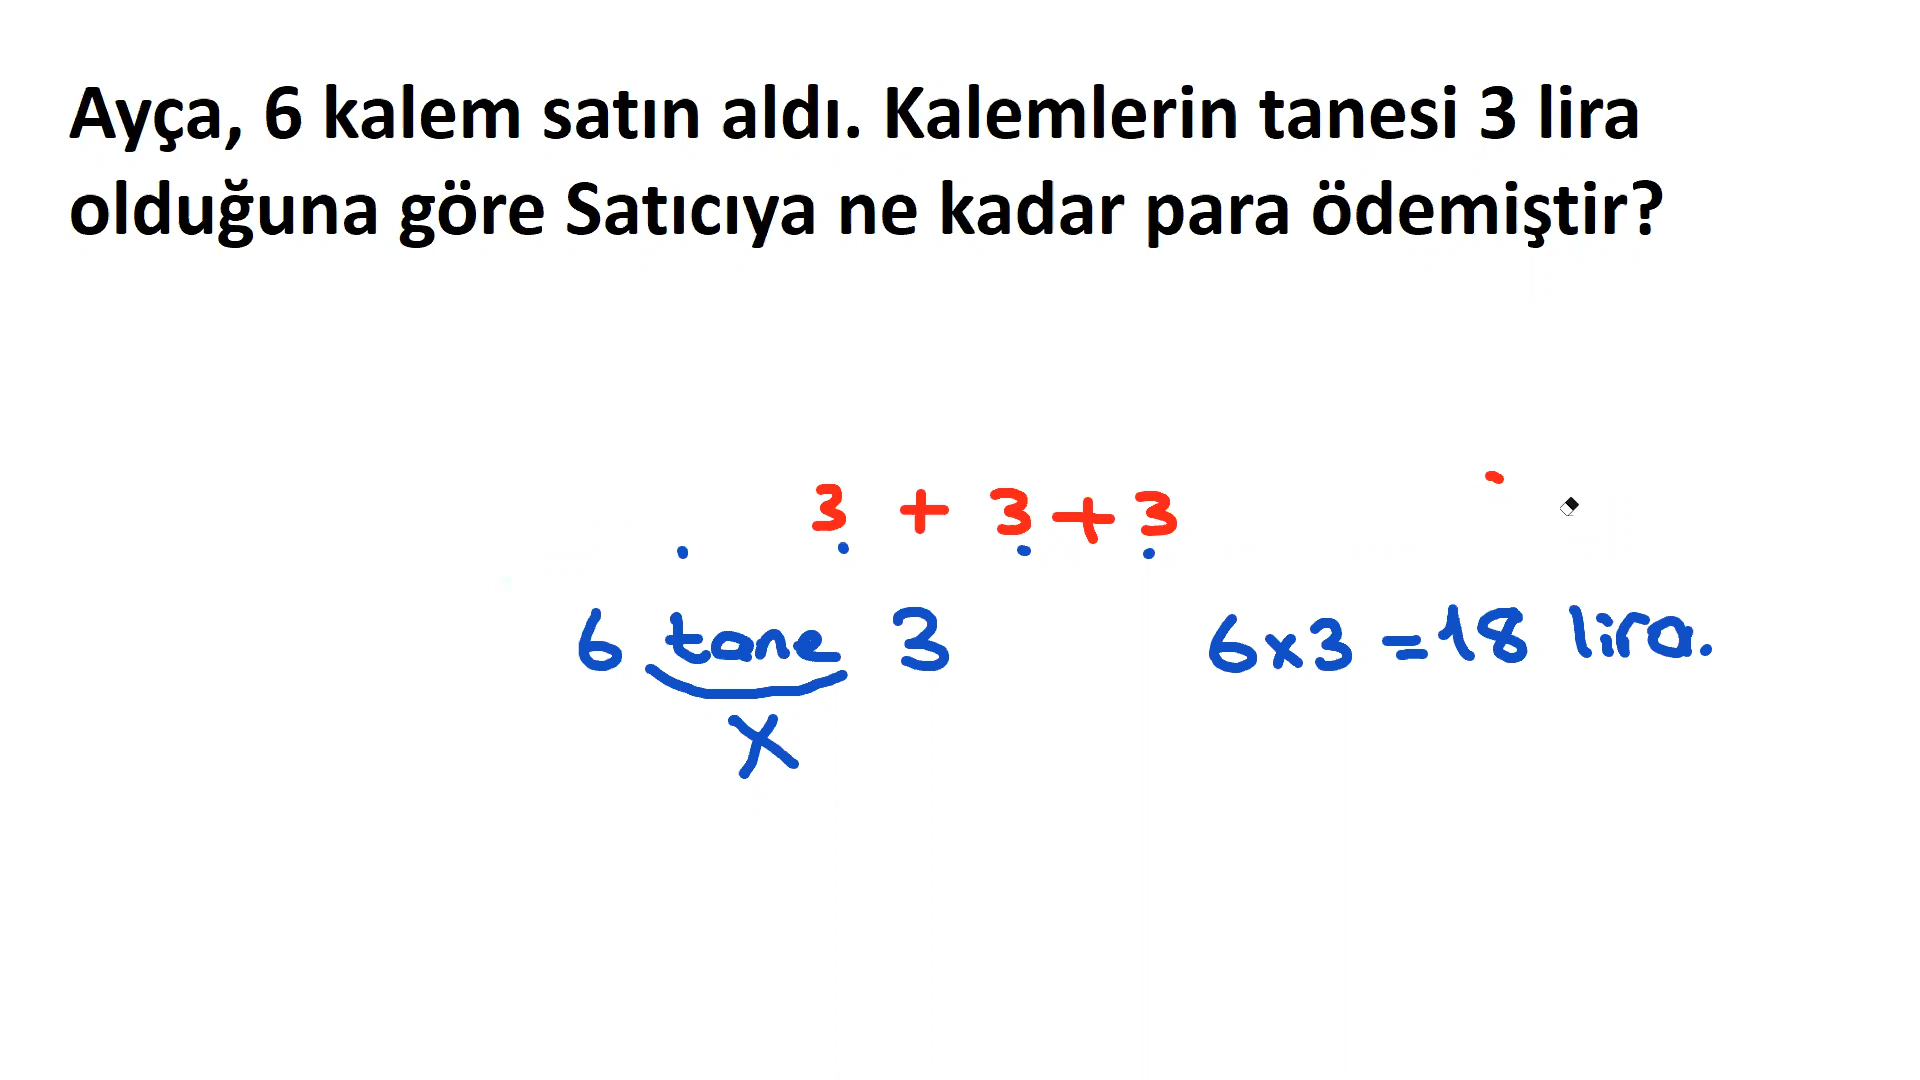 Ayça, 6 kalem satın aldı. Kalemlerin tanesi 3 lira
olduğuna göre Satıcıya ne kadar para ödemiştir?
3 + 3 + 3
6 tane 3 6x3 = 18 lira.
x